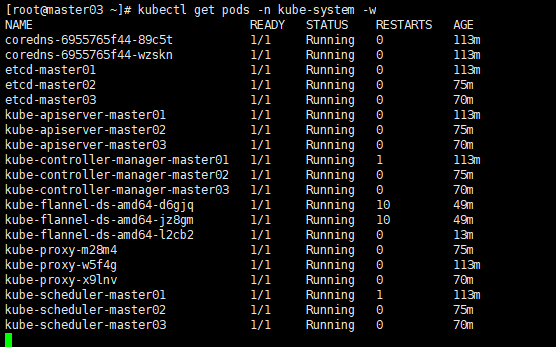 [root@master03 ~]# kubectl get pods -n kube-system -w
NAME READY STATUS RESTARTS AGE
coredns-6955765f44-89c5t 1/1 Running 0 113m
coredns-6955765f44-wzskn 1/1 Running 0 113m
etcd-master01 1/1 Running 0 113m
etcd-master02 1/1 Running 0 75m
etcd-master03 1/1 Running 0 70m
kube-apiserver-master01 1/1 Running 0 113m
kube-apiserver-master02 1/1 Running 0 75m
kube-apiserver-master03 1/1 Running 0 70m
kube-controller-manager-master01 1/1 Running 1 113m
kube-controller-manager-master02 1/1 Running 0 75m
kube-controller-manager-master03 1/1 Running 0 70m
kube-flannel-ds-amd64-d6gjq 1/1 Running 10 49m
kube-flannel-ds-amd64-jz8gm 1/1 Running 10 49m
kube-flannel-ds-amd64-l2cb2 1/1 Running 0 13m
kube-proxy-m28m4 1/1 Running 0 75m
kube-proxy-w5f4g 1/1 Running 0 113m
kube-proxy-x9lnv 1/1 Running 0 70m
kube-scheduler-master01 1/1 Running 1 113m
kube-scheduler-master02 1/1 Running 0 75m
kube-scheduler-master03 1/1 Running 0 70m